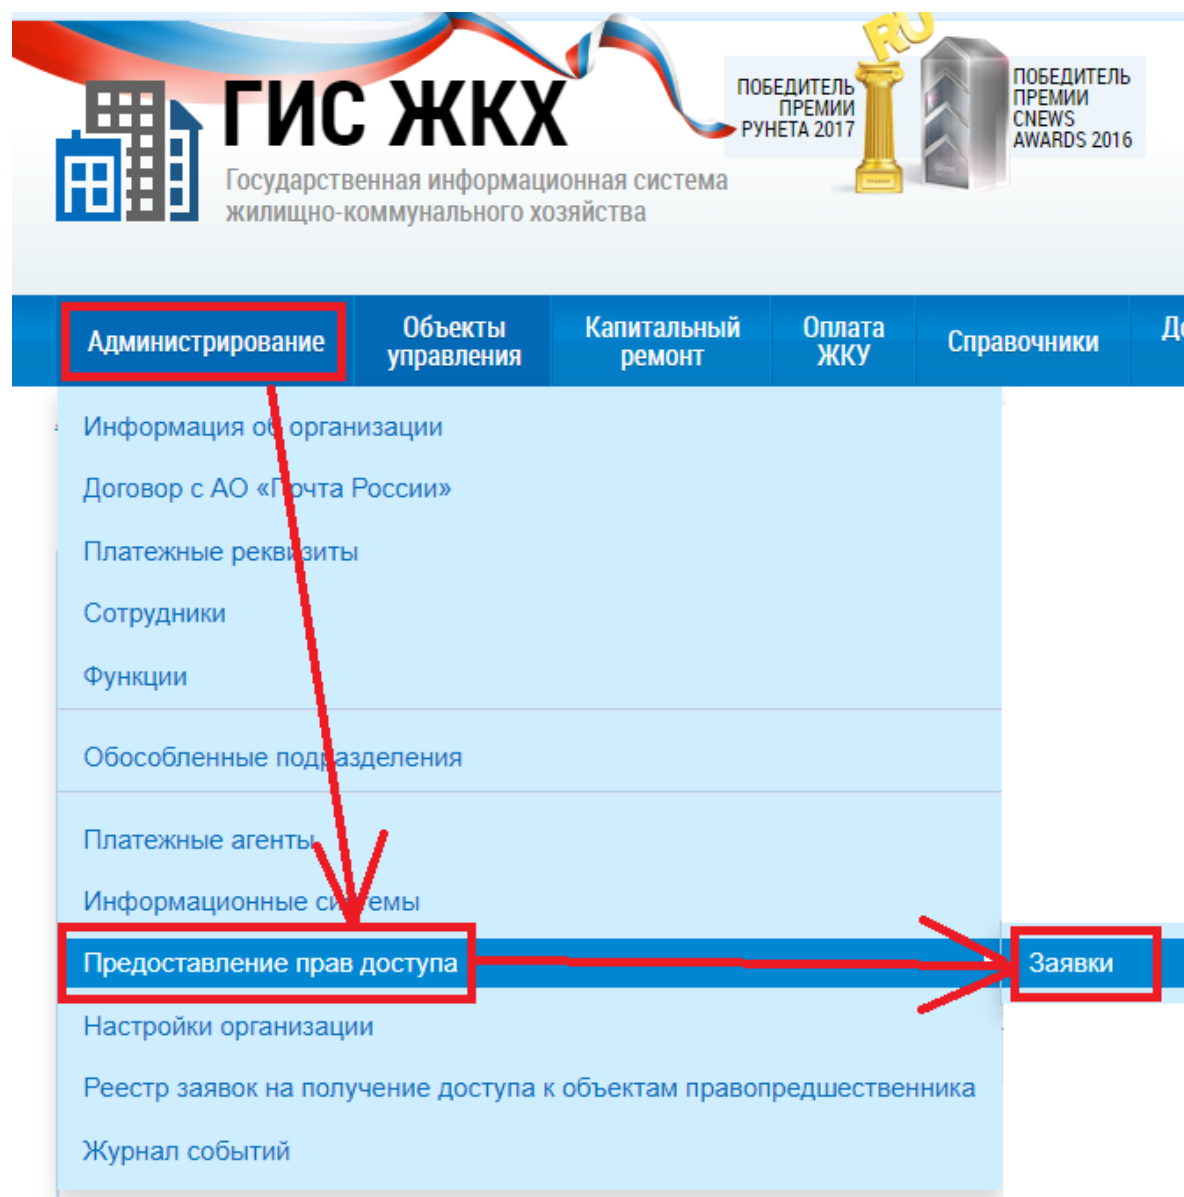 ГИС ЖКХ
Государственная информационная система
жилищно-коммунального хозяйства
ПОБЕДИТЕЛЬ
ПРЕМИИ
РУНЕТА 2017
RU
ПОБЕДИТЕЛЬ
ПРЕМИИ
CNEWS
AWARDS 2016
Администрирование
Объекты
управления
Капитальный
ремонт
Оплата
ЖКУ
Справочники
Информация об организации
Договор с АО «Почта России»
Платежные реквизиты
Сотрудники
Функции
Обособленные подразделения
Платежные агенты
Информационные системы
Предоставление прав доступа
Заявки
Настройки организации
Реестр заявок на получение доступа к объектам правопредшественника
Журнал событий